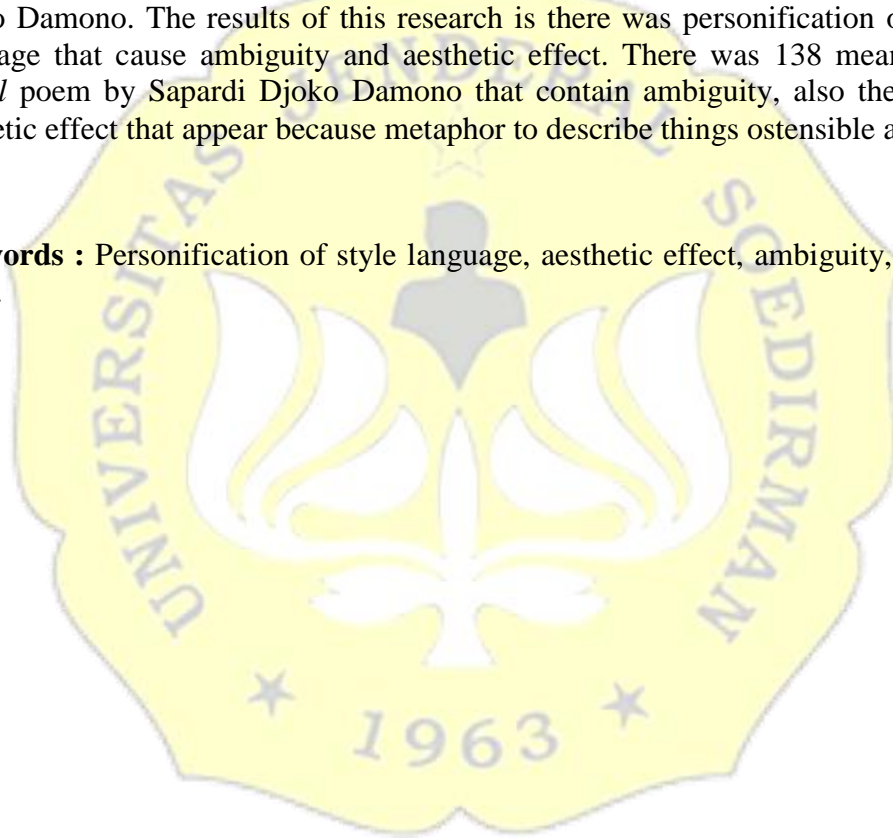 o Damono. The results of this research is there was personification o
age that cause ambiguity and aesthetic effect. There was 138 mean
l poem by Sapardi Djoko Damono that contain ambiguity, also the
etic effect that appear because metaphor to describe things ostensible a
ords : Personification of style language, aesthetic effect, ambiguity,
UNIVERSITAS JENDERAL SOEDIRMAN
1963